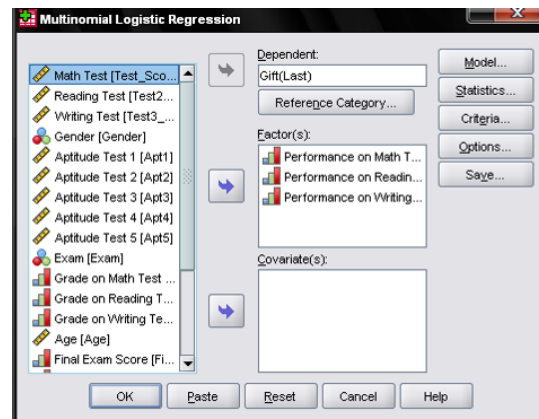 Multinomial Logistic Regression
Math Test [Test_Sco...
Reading Test [Test2...
Writing Test [Test3_...
Gender [Gender]
Aptitude Test 1 [Apt1]
Aptitude Test 2 [Apt2]
Aptitude Test 3 [Apt3]
Aptitude Test 4 [Apt4]
Aptitude Test 5 [Apt5]
Exam [Exam]
Grade on Math Test ...
Grade on Reading T...
Grade on Writing Te...
Age [Age]
Final Exam Score [Fi...
Dependent:
Gift(Last)
Reference Category...
Factor(s):
Performance on Math T...
Performance on Readin...
Performance on Writing...
Covariate(s):
Model...
Statistics...
Criteria...
Options...
Save...
OK Paste Reset Cancel Help